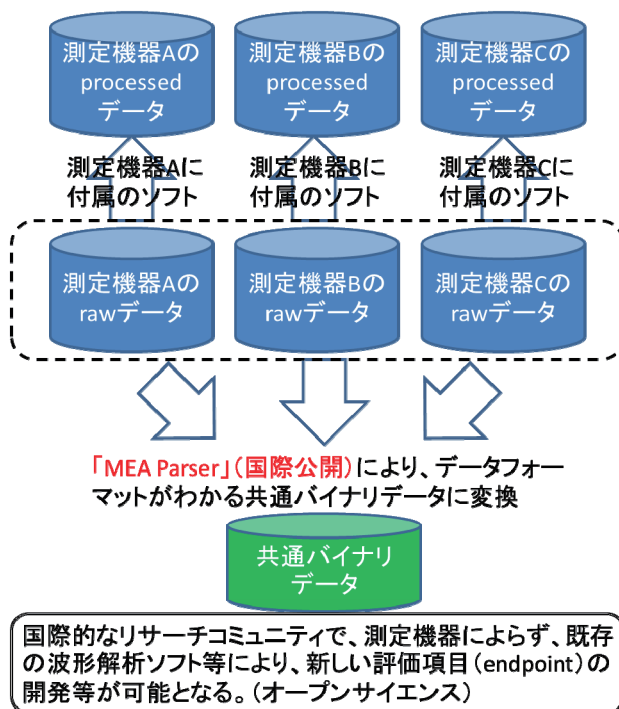 測定機器Aの
processed
データ
測定機器Bの
processed
データ
測定機器Cの
processed
データ
測定機器Aに
付属のソフト
測定機器Bに
付属のソフト
測定機器Cに
付属のソフト
測定機器Aの
rawデータ
測定機器Bの
rawデータ
測定機器Cの
rawデータ
「MEA Parser」(国際公開)により、データフォー
マットがわかる共通バイナリデータに変換
共通バイナリ
データ
国際的なリサーチコミュニティで、測定機器によらず、既存
の波形解析ソフト等により、新しい評価項目(endpoint)の
開発等が可能となる。(オープンサイエンス)